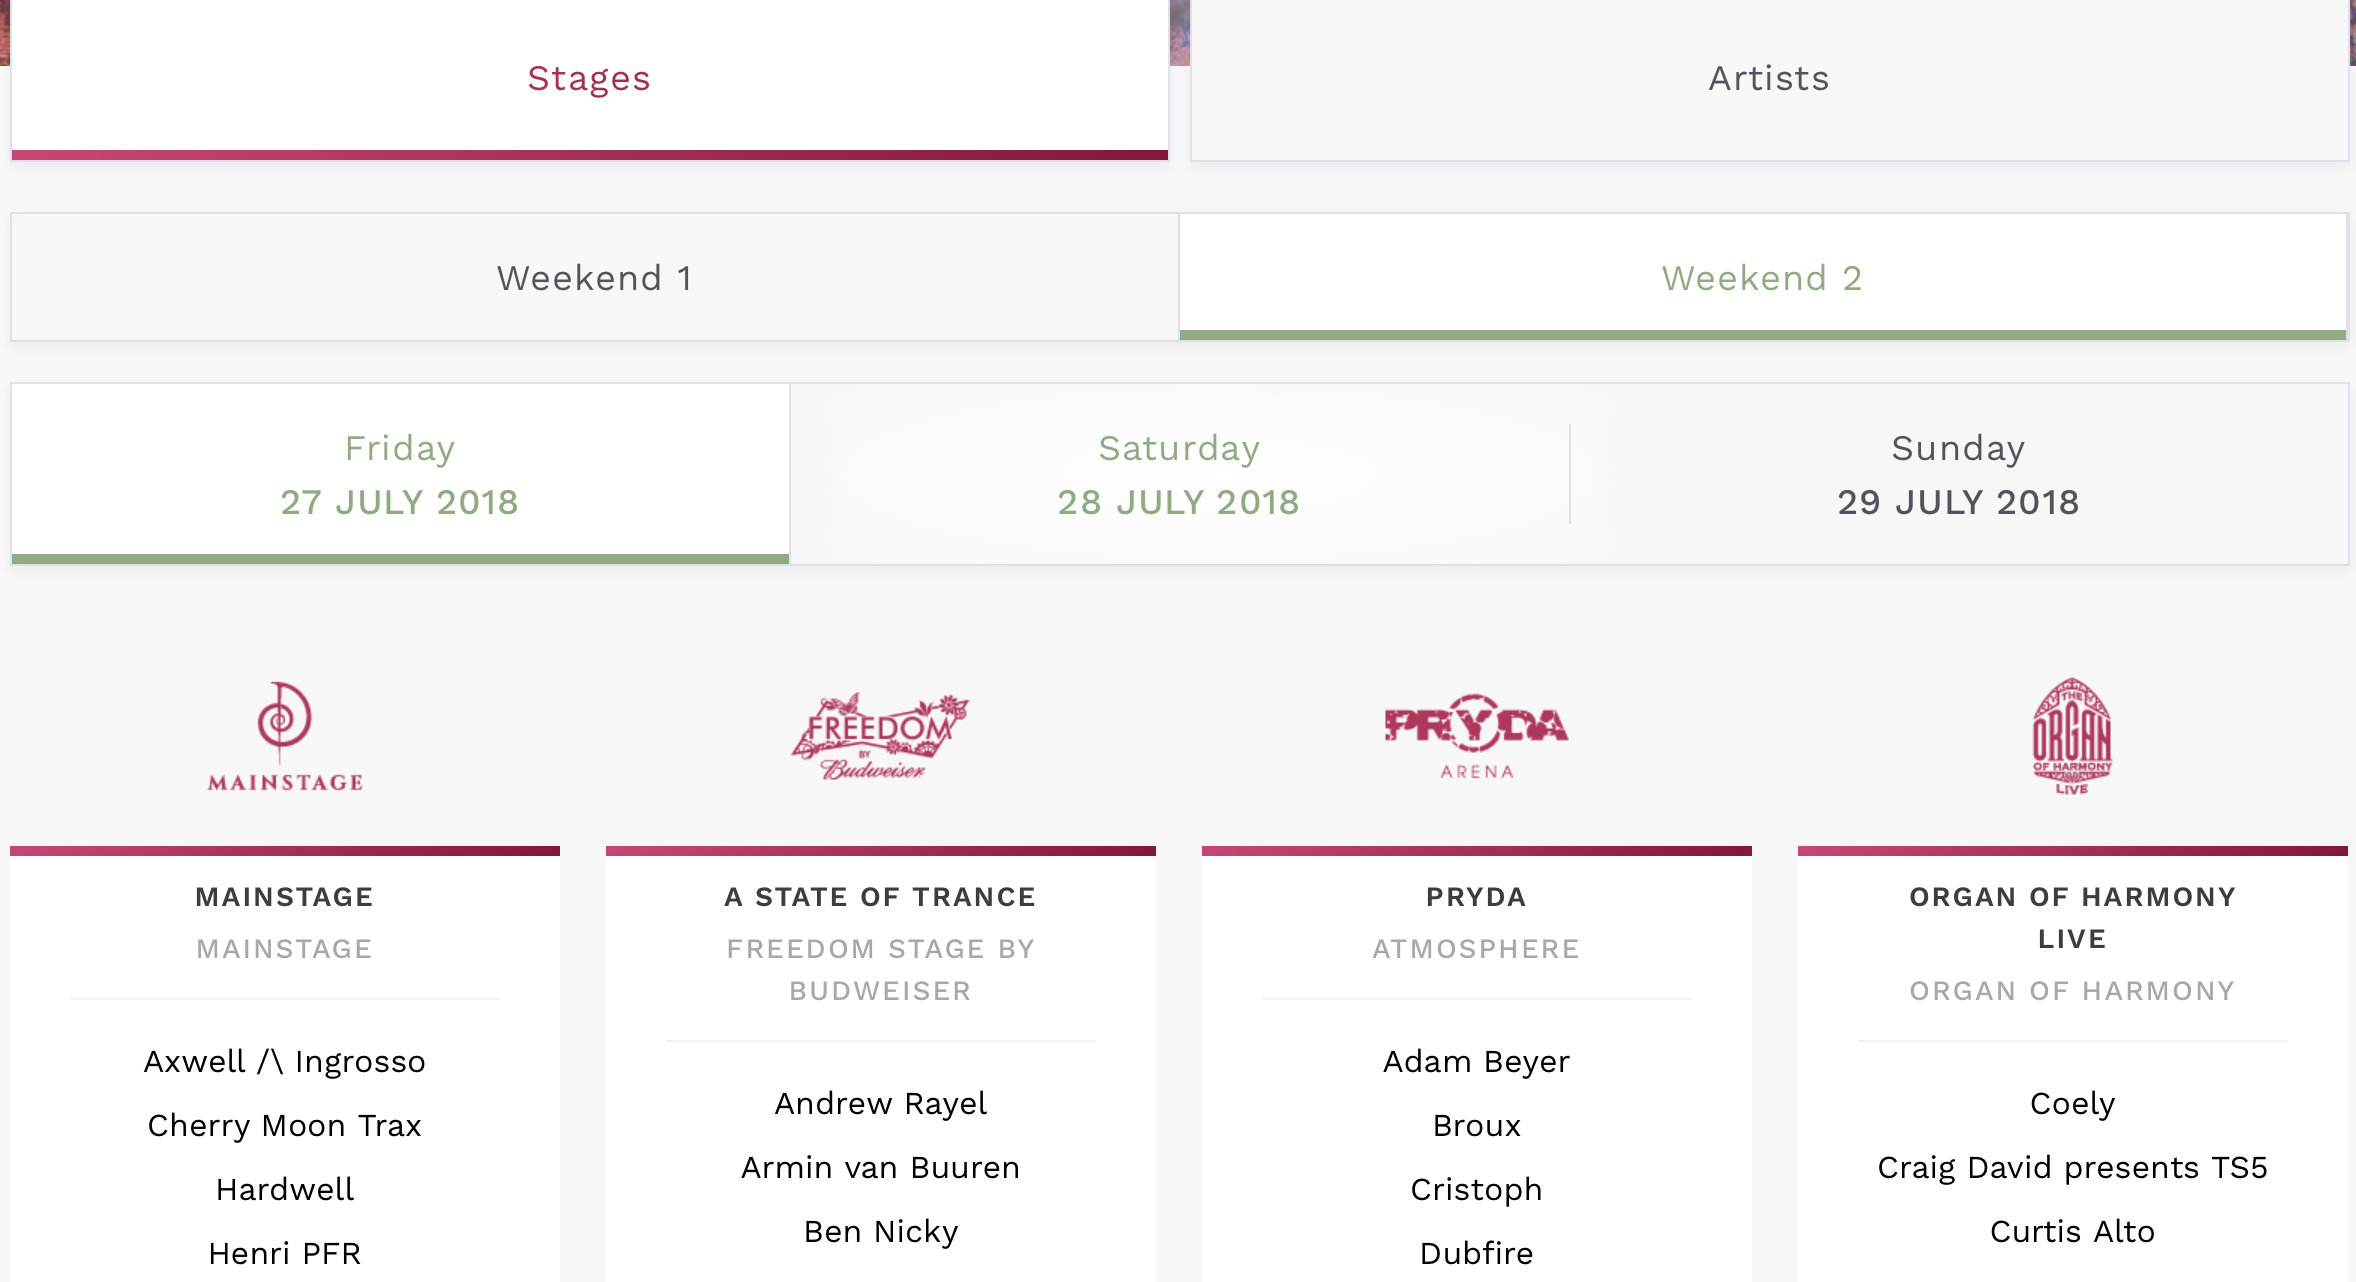 Stages
Artists
Weekend 1
Weekend 2
Friday
27 JULY 2018
Saturday
28 JULY 2018
Sunday
29 JULY 2018
MAINSTAGE
FREEDOM
BY
Budweiser
PRYDA
ARENA
THE
ORGAN
OF HARMONY
LIVE
MAINSTAGE
MAINSTAGE
Axwell /\ Ingrosso
Cherry Moon Trax
Hardwell
Henri PFR
A STATE OF TRANCE
FREEDOM STAGE BY
BUDWEISER
Andrew Rayel
Armin van Buuren
Ben Nicky
PRYDA
ATMOSPHERE
Adam Beyer
Broux
Cristoph
Dubfire
ORGAN OF HARMONY
LIVE
ORGAN OF HARMONY
Coely
Craig David presents TS5
Curtis Alto